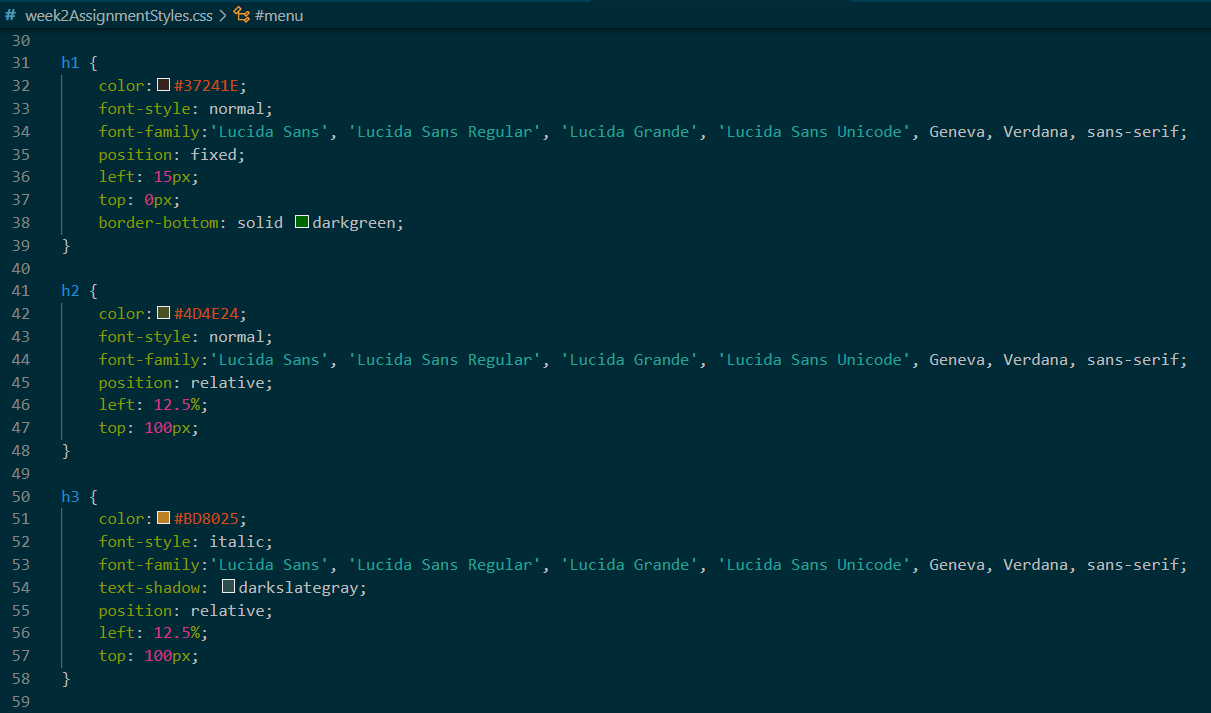 # week2AssignmentStyles.css > #menu
30
31 h1 {
32 color: #37241E;
33 font-style: normal;
34 font-family:'Lucida Sans', 'Lucida Sans Regular', 'Lucida Grande', 'Lucida Sans Unicode', Geneva, Verdana, sans-serif;
35 position: fixed;
36 left: 15px;
37 top: 0px;
38 border-bottom: solid darkgreen;
39 }
40
41 h2 {
42 color: #4D4E24;
43 font-style: normal;
44 font-family:'Lucida Sans', 'Lucida Sans Regular', 'Lucida Grande', 'Lucida Sans Unicode', Geneva, Verdana, sans-serif;
45 position: relative;
46 left: 12.5%;
47 top: 100px;
48 }
49
50 h3 {
51 color: #BD8025;
52 font-style: italic;
53 font-family:'Lucida Sans', 'Lucida Sans Regular', 'Lucida Grande', 'Lucida Sans Unicode', Geneva, Verdana, sans-serif;
54 text-shadow: darkslategray;
55 position: relative;
56 left: 12.5%;
57 top: 100px;
58 }
59